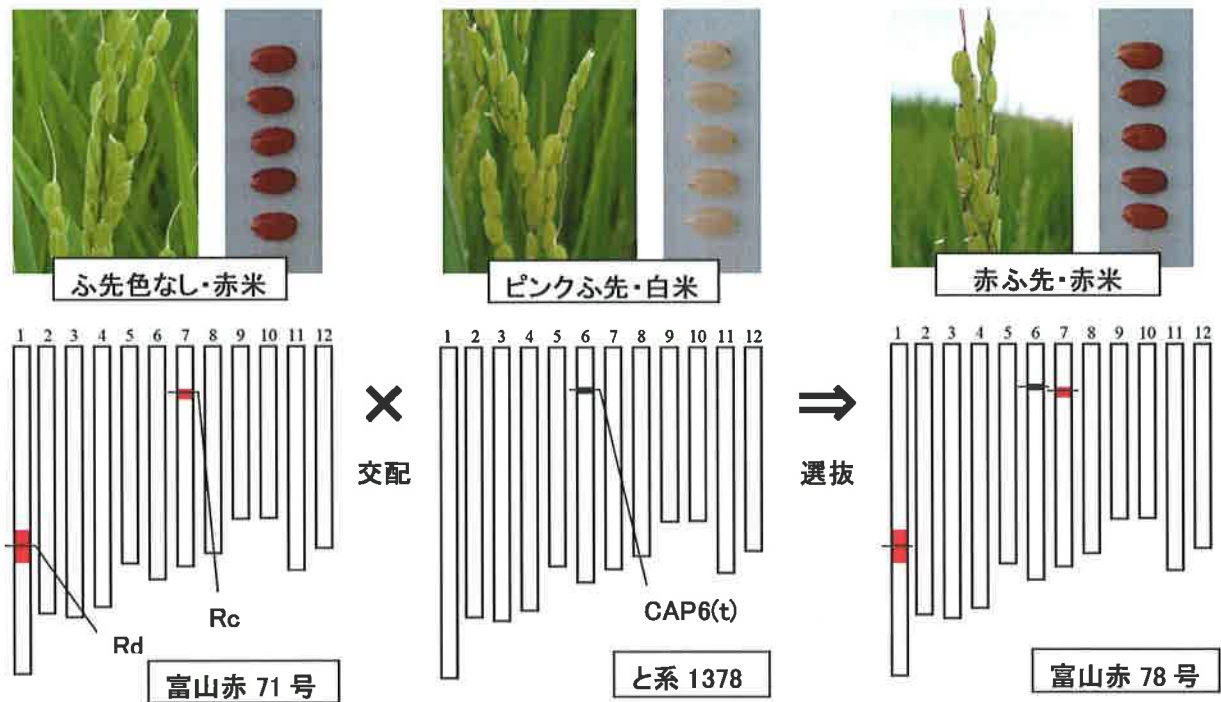 ふ先色なし・赤米
ピンクふ先・白米
赤ふ先・赤米
1 2 3 4 5 6 7 8 9 10 11 12
Rc
Rd
富山赤 71 号
×
交配
1 2 3 4 5 6 7 8 9 10 11 12
CAP6(t)
と系 1378
⇒
選抜
1 2 3 4 5 6 7 8 9 10 11 12
富山赤 78 号